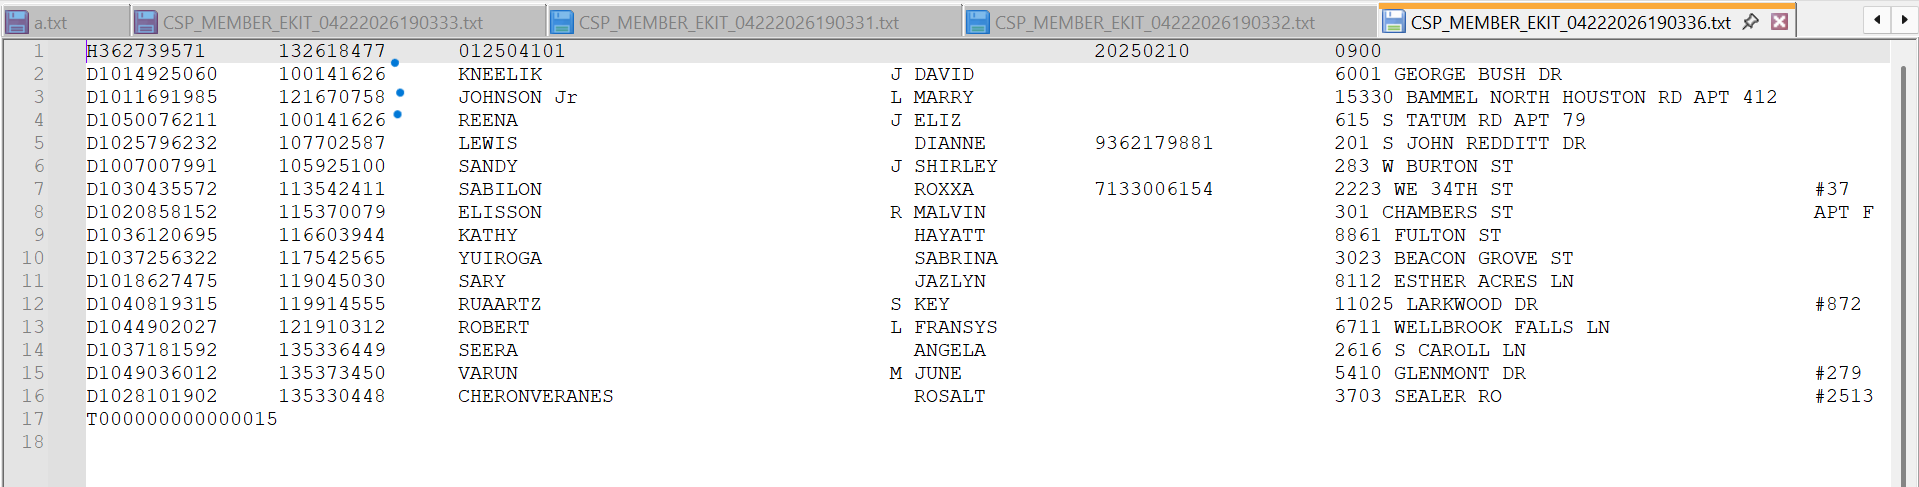 a.txt CSP_MEMBER_EKIT_04222026190333.txt CSP_MEMBER_EKIT_04222026190331.txt CSP_MEMBER_EKIT_04222026190332.txt CSP_MEMBER_EKIT_04222026190336.txt
1 H362739571 132618477 012504101 20250210 0900
2 D1014925060 100141626 KNEELIK J DAVID 6001 GEORGE BUSH DR
3 D1011691985 121670758 JOHNSON Jr L MARRY 15330 BAMMEL NORTH HOUSTON RD APT 412
4 D1050076211 100141626 REENA J ELIZ 615 S TATUM RD APT 79
5 D1025796232 107702587 LEWIS DIANNE 9362179881 201 S JOHN REDDITT DR
6 D1007007991 105925100 SANDY J SHIRLEY 283 W BURTON ST
7 D1030435572 113542411 SABILON ROXXA 7133006154 2223 WE 34TH ST #37
8 D1020858152 115370079 ELISSON R MALVIN 301 CHAMBERS ST APT F
9 D1036120695 116603944 KATHY HAYATT 8861 FULTON ST
10 D1037256322 117542565 YUIROGA SABRINA 3023 BEACON GROVE ST
11 D1018627475 119045030 SARY JAZLYN 8112 ESTHER ACRES LN
12 D1040819315 119914555 RUAARTZ S KEY 11025 LARKWOOD DR #872
13 D1044902027 121910312 ROBERT L FRANSYS 6711 WELLBROOK FALLS LN
14 D1037181592 135336449 SEERA ANGELA 2616 S CAROLL LN
15 D1049036012 135373450 VARUN M JUNE 5410 GLENMONT DR #279
16 D1028101902 135330448 CHERONVERANES ROSALT 3703 SEALER RO #2513
17 T000000000000015
18